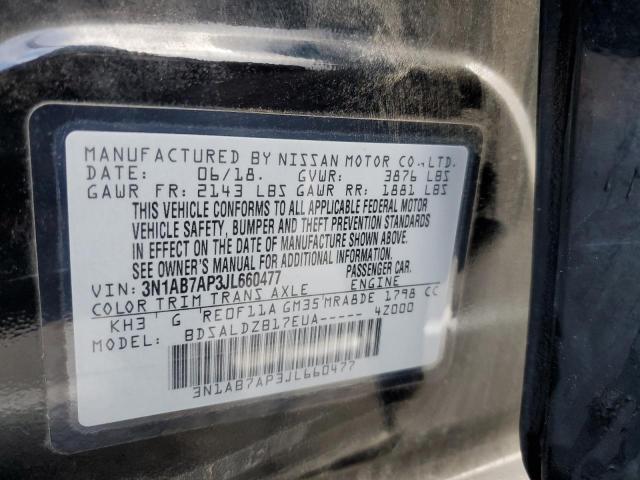 MANUFACTURED BY NISSAN MOTOR CO.,LTD.
DATE: 06/18. GVWR: 3876 LBS
GAWR FR: 2143 LBS GAWR RR: 1881 LBS
THIS VEHICLE CONFORMS TO ALL APPLICABLE FEDERAL MOTOR
VEHICLE SAFETY, BUMPER AND THEFT PREVENTION STANDARDS
IN EFFECT ON THE DATE OF MANUFACTURE SHOWN ABOVE.
SEE OWNER'S MANUAL FOR ADDITIONAL INFORMATION.
VIN: 3N1AB7AP3JL660477 PASSENGER CAR.
COLOR TRIM TRANS AXLE ENGINE
KH3 G RE0F11A GM35 MRA8DE 1798 CC
MODEL: BDSALDZB17EUA----- 4Z000
3N1AB7AP3JL660477